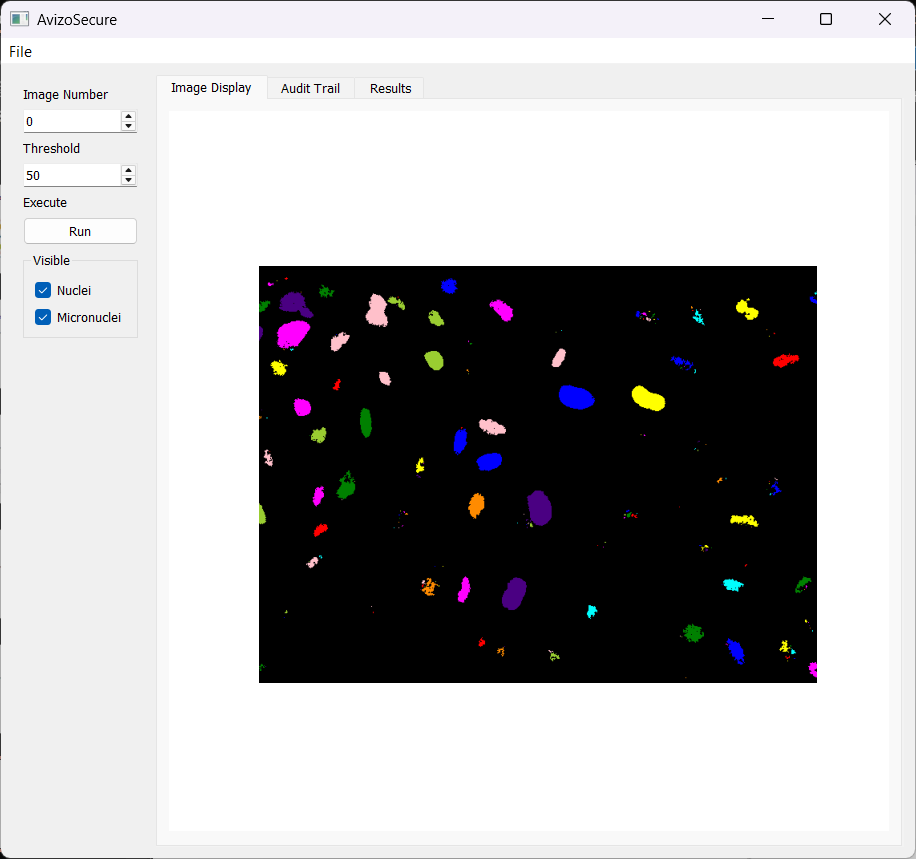 AvizoSecure
File
Image Number
0
Threshold
50
Execute
Run
Visible
Nuclei
Micronuclei
Image Display
Audit Trail
Results